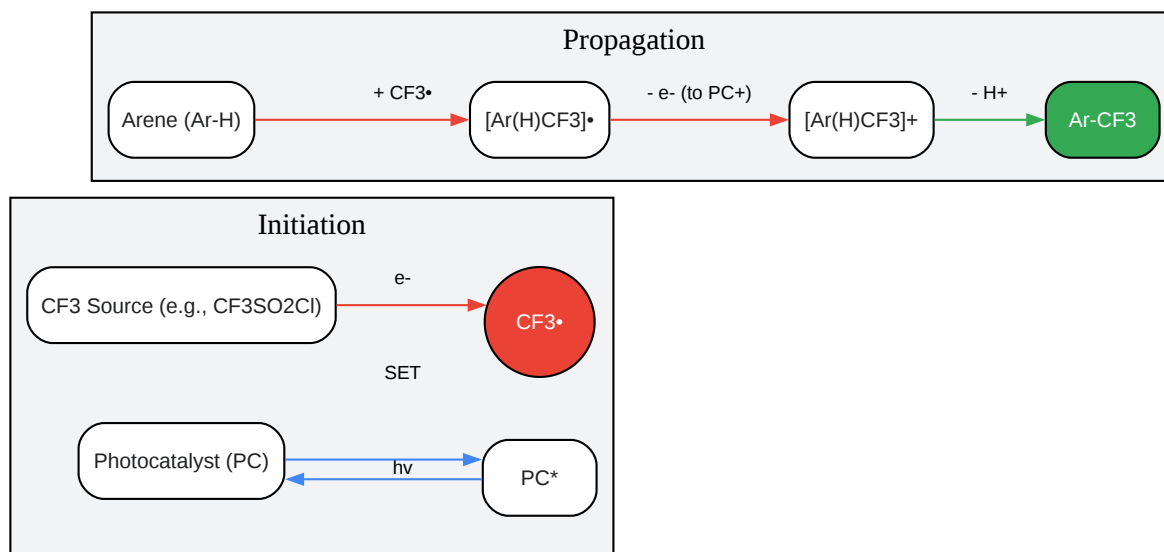 Propagation
Arene (Ar-H)
+ CF3•
[Ar(H)CF3]•
- e- (to PC+)
[Ar(H)CF3]+
- H+
Ar-CF3
Initiation
CF3 Source (e.g., CF3SO2Cl)
e-
CF3•
SET
Photocatalyst (PC)
hv
PC*